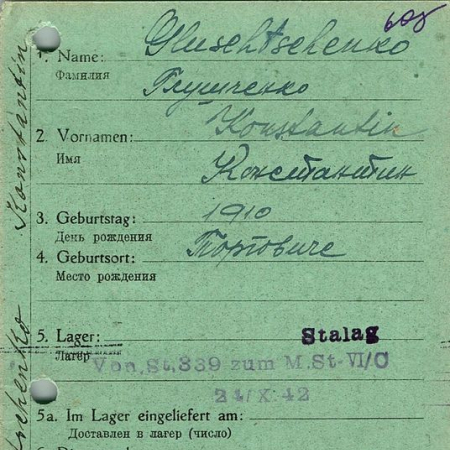 1. Name: Gluschtschenko
Фамилия
Глущенко
2. Vornamen: Konstantin
Имя
Константин
3. Geburtstag: 1910
День рождения
4. Geburtsort:
Место рождения
5. Lager: Stalag
Лагерь
Von, St, 339 zum M. St-VI/C
21/X. 42
5a. Im Lager eingeliefert am:
Доставлен в лагер (число)
Konstantin